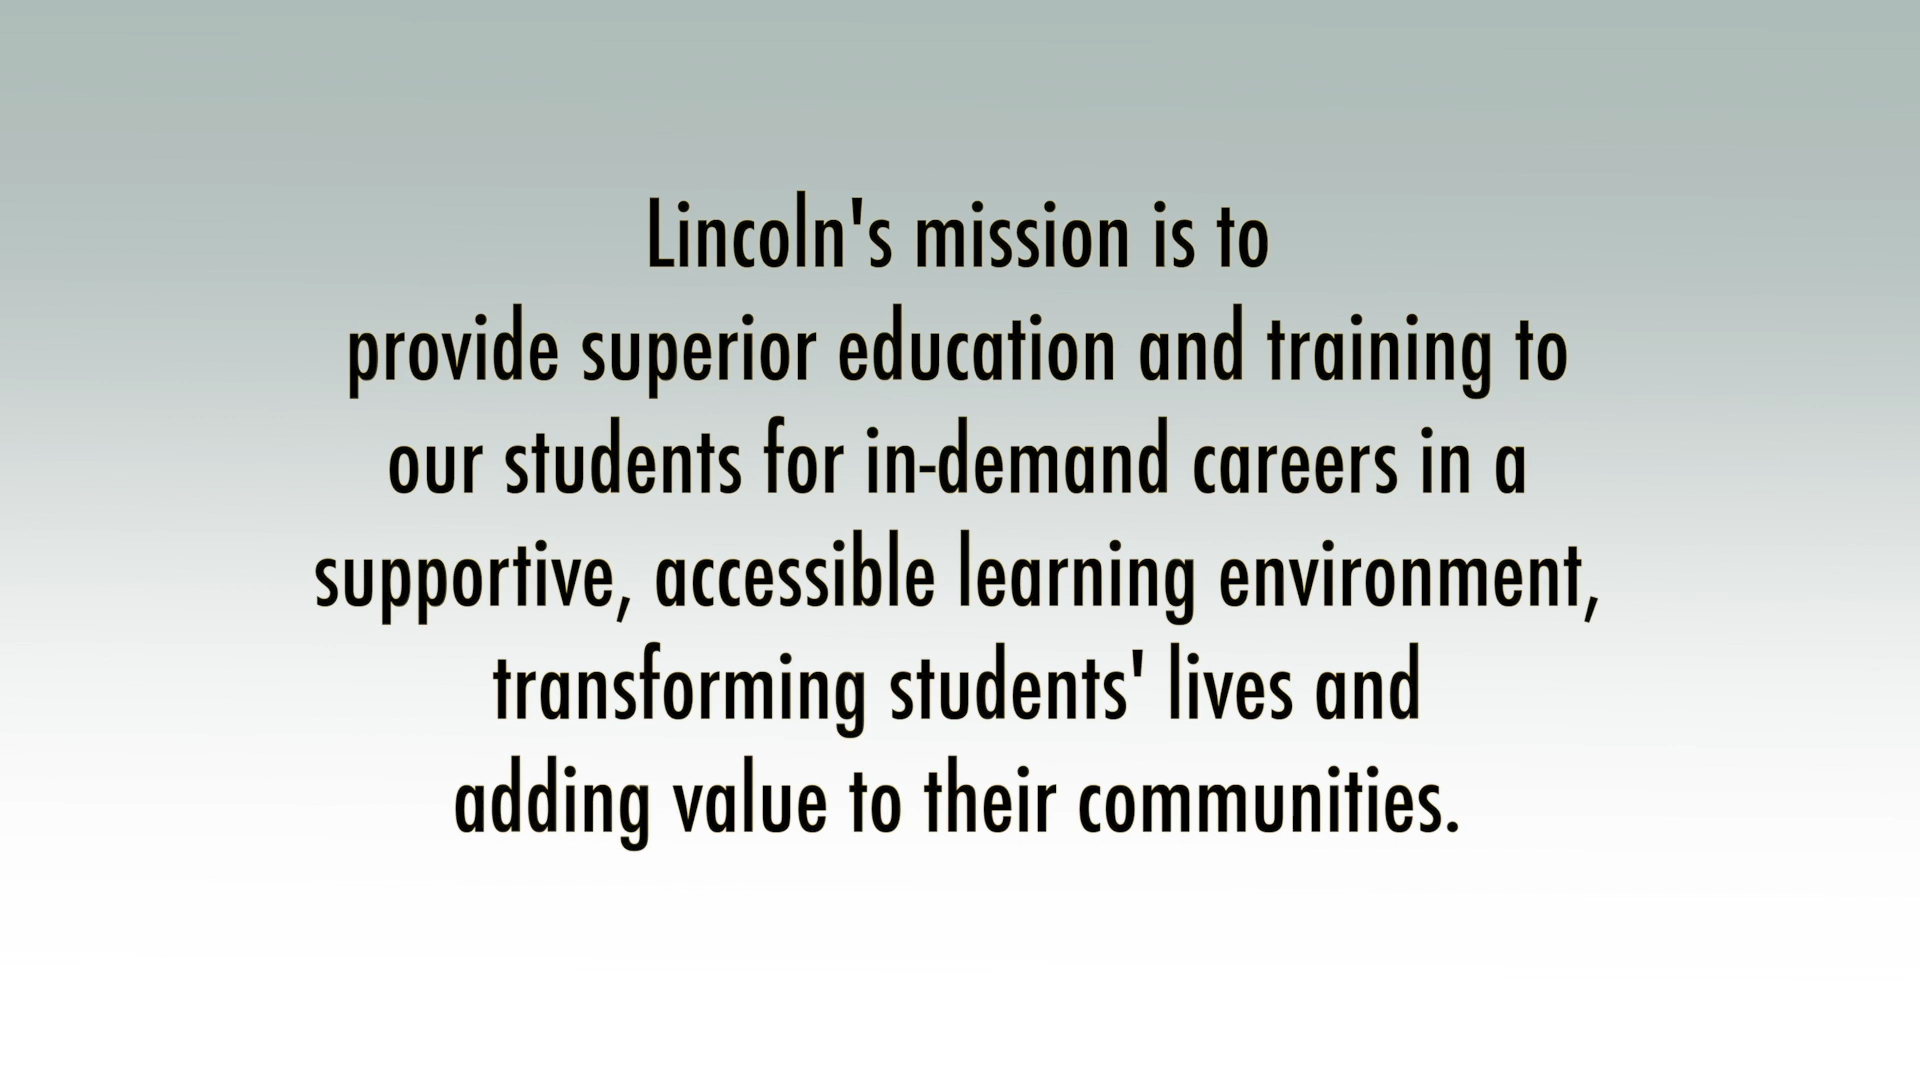 Lincoln's mission is to
provide superior education and training to
our students for in-demand careers in a
supportive, accessible learning environment,
transforming students' lives and
adding value to their communities.